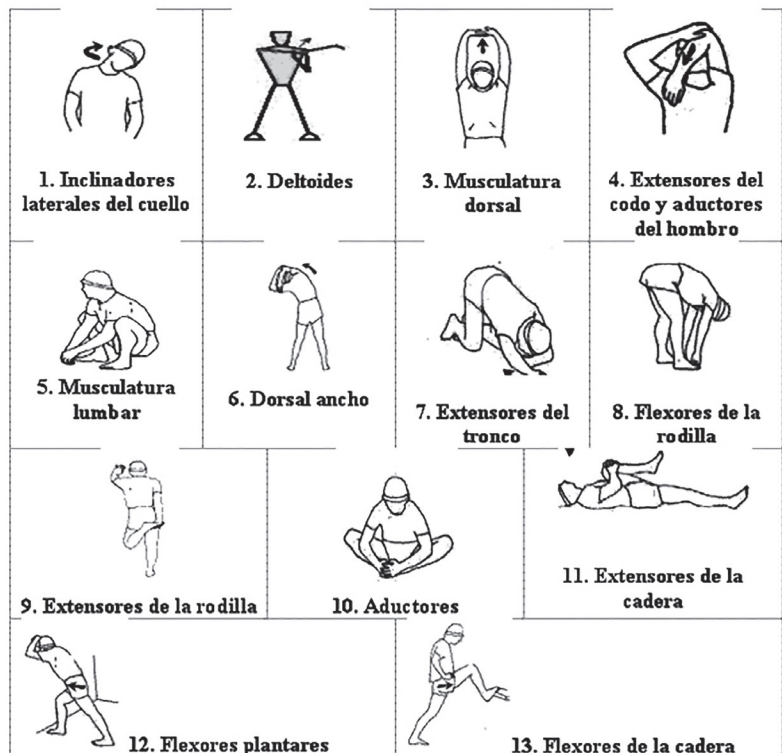 1. Inclinadores
laterales del cuello
2. Deltoides
3. Musculatura
dorsal
4. Extensores del
codo y aductores
del hombro
5. Musculatura
lumbar
6. Dorsal ancho
7. Extensores del
tronco
8. Flexores de la
rodilla
9. Extensores de la rodilla
10. Aductores
11. Extensores de la
cadera
12. Flexores plantares
13. Flexores de la cadera